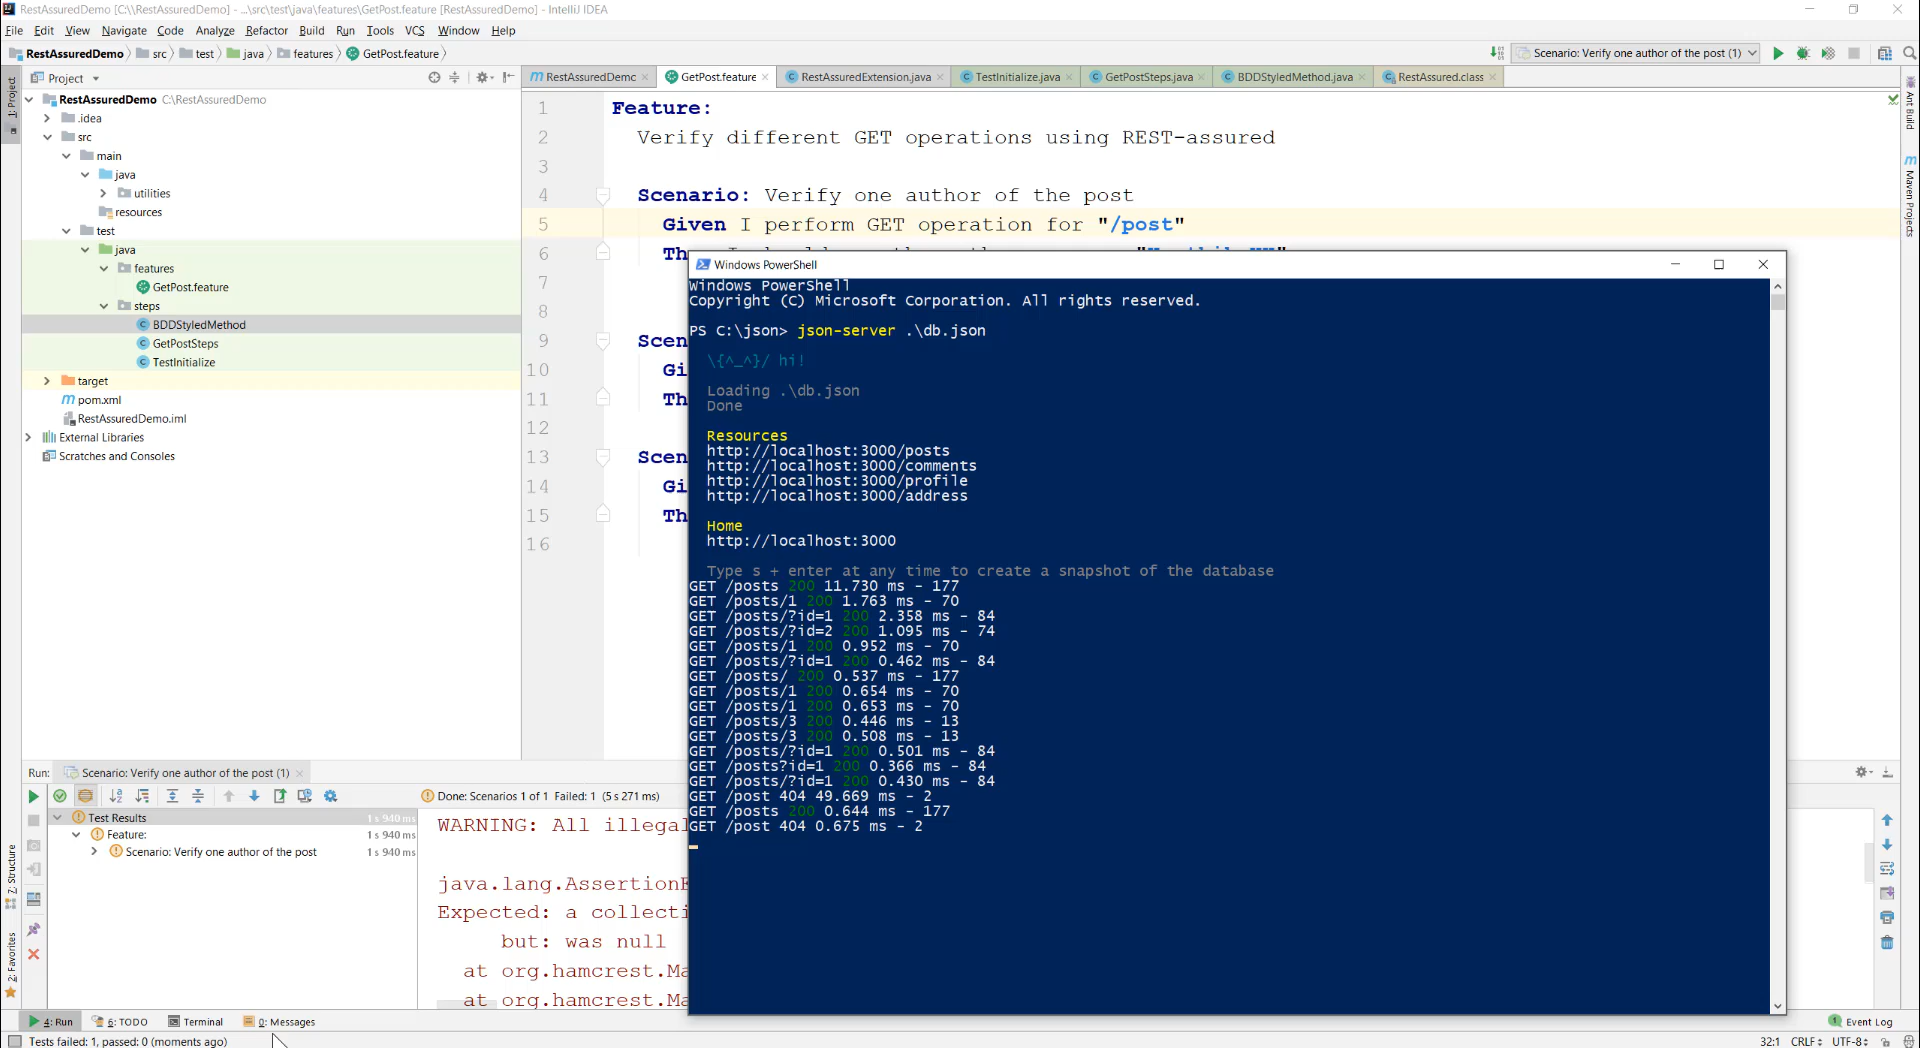 RestAssuredDemo [C:\\RestAssuredDemo] - ...\src\test\java\features\GetPost.feature [RestAssuredDemo] - IntelliJ IDEA
File Edit View Navigate Code Analyze Refactor Build Run Tools VCS Window Help
RestAssuredDemo src test java features GetPost.feature
Scenario: Verify one author of the post (1)
Project
RestAssuredDemc GetPost.feature RestAssuredExtension.java TestInitialize.java GetPostSteps.java BDDStyledMethod.java RestAssured.class
1: Project
RestAssuredDemo C:\RestAssuredDemo
.idea
src
main
java
utilities
resources
test
java
features
GetPost.feature
steps
BDDStyledMethod
GetPostSteps
TestInitialize
target
pom.xml
RestAssuredDemo.iml
External Libraries
Scratches and Consoles
Ant Build
Maven Projects
1 Feature:
2 Verify different GET operations using REST-assured
3
4 Scenario: Verify one author of the post
5 Given I perform GET operation for "/post"
6 Th
7
8
9 Scen
10 Gi
11 Th
12
13 Scen
14 Gi
15 Th
16
Windows PowerShell
Windows PowerShell
Copyright (C) Microsoft Corporation. All rights reserved.
PS C:\json> json-server .\db.json
\{^_^}/ hi!
Loading .\db.json
Done
Resources
http://localhost:3000/posts
http://localhost:3000/comments
http://localhost:3000/profile
http://localhost:3000/address
Home
http://localhost:3000
Type s + enter at any time to create a snapshot of the database
GET /posts 200 11.730 ms - 177
GET /posts/1 200 1.763 ms - 70
GET /posts/?id=1 200 2.358 ms - 84
GET /posts/?id=2 200 1.095 ms - 74
GET /posts/1 200 0.952 ms - 70
GET /posts/?id=1 200 0.462 ms - 84
GET /posts/ 200 0.537 ms - 177
GET /posts/1 200 0.654 ms - 70
GET /posts/1 200 0.653 ms - 70
GET /posts/3 200 0.446 ms - 13
GET /posts/3 200 0.508 ms - 13
GET /posts/?id=1 200 0.501 ms - 84
GET /posts?id=1 200 0.366 ms - 84
GET /posts/?id=1 200 0.430 ms - 84
GET /post 404 49.669 ms - 2
GET /posts 200 0.644 ms - 177
GET /post 404 0.675 ms - 2
Run: Scenario: Verify one author of the post (1)
Done: Scenarios 1 of 1 Failed: 1 (5 s 271 ms)
Test Results 1 s 940 ms
Feature: 1 s 940 ms
Scenario: Verify one author of the post 1 s 940 ms
WARNING: All illega
java.lang.AssertionE
Expected: a collecti
but: was null
at org.hamcrest.Ma
at org.hamcrest.Ma
Z: Structure
2: Favorites
4: Run 6: TODO Terminal 0: Messages
1 Event Log
Tests failed: 1, passed: 0 (moments ago)
32:1 CRLF UTF-8